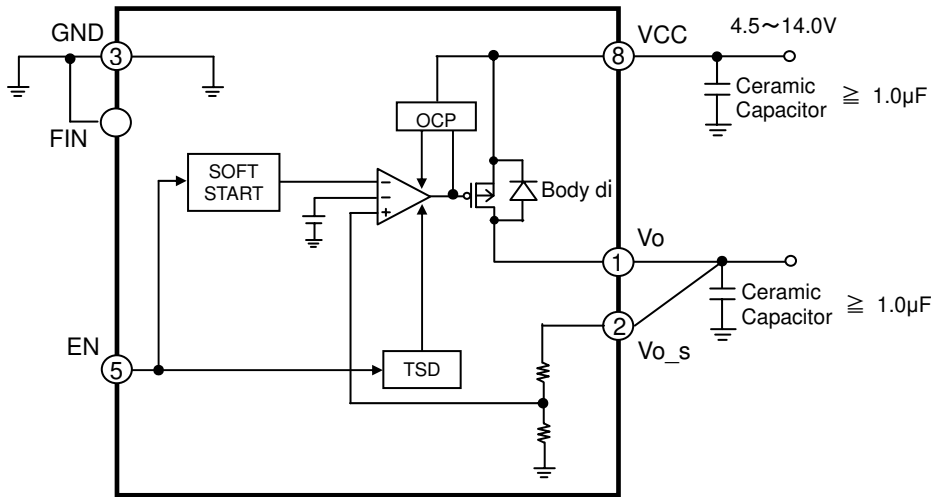 GND
3
FIN
VCC
8
4.5～14.0V
Ceramic
Capacitor
≧ 1.0µF
OCP
SOFT
START
−
−
+
Body di
Vo
1
Ceramic
Capacitor
≧ 1.0µF
2
Vo_s
EN
5
TSD